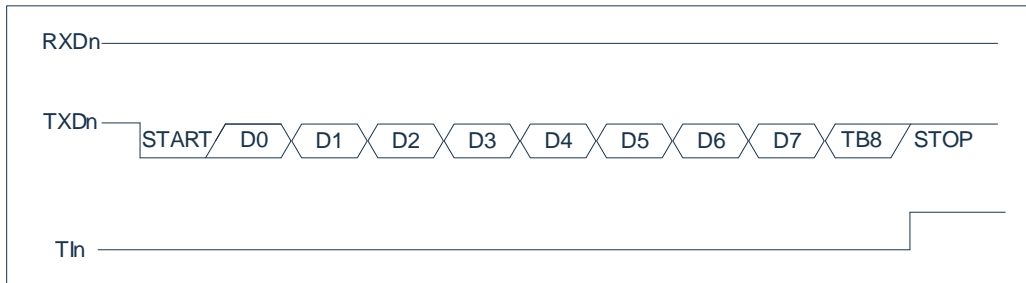 RXDn
TXDn
START D0 D1 D2 D3 D4 D5 D6 D7 TB8 STOP
TIn